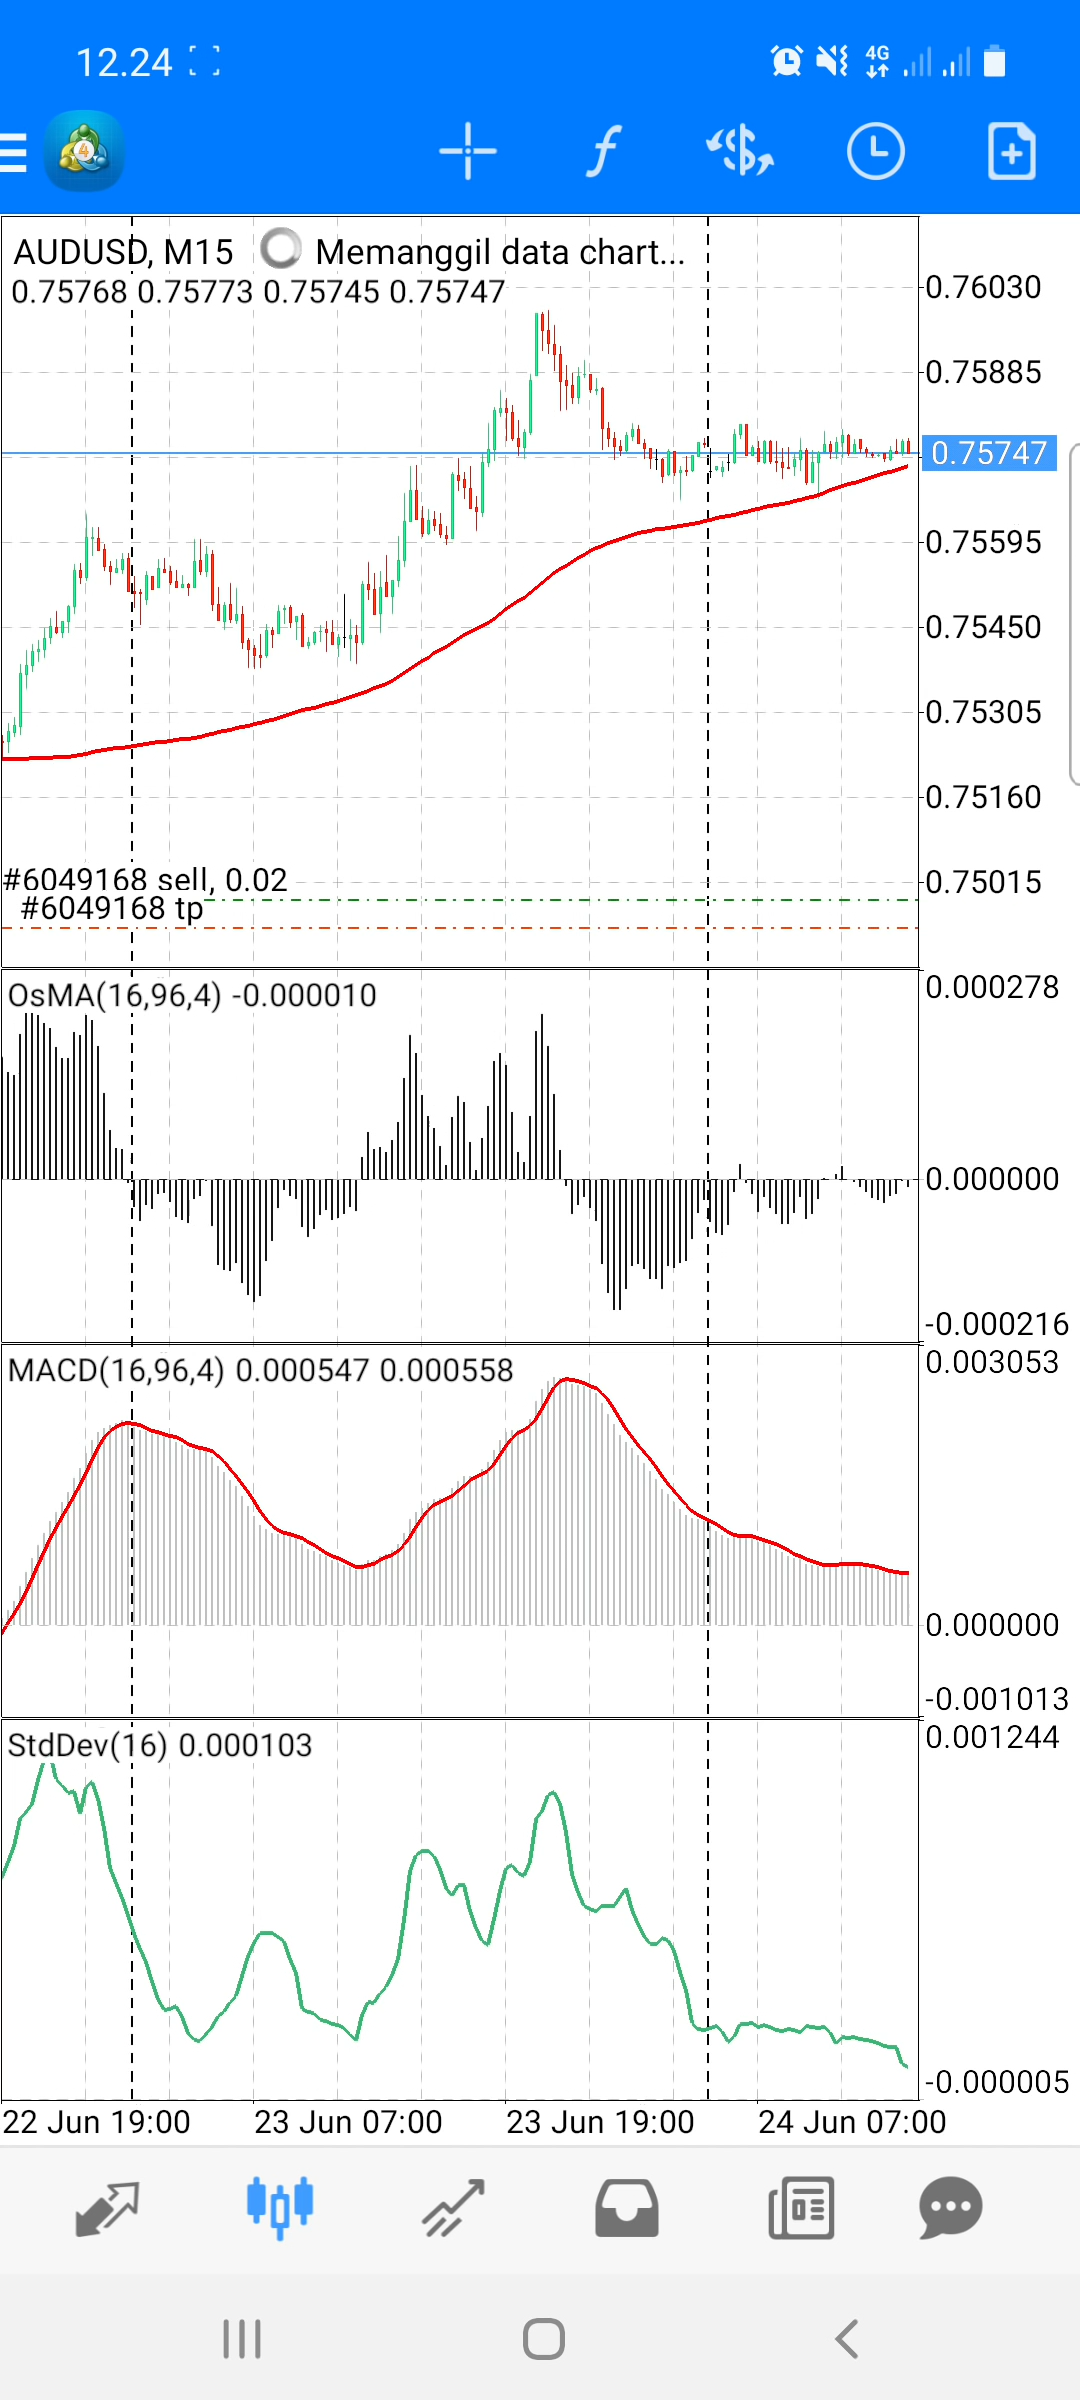 12.24
4G
4
f
$
AUDUSD, M15 Memanggil data chart...
0.75768 0.75773 0.75745 0.75747
0.76030
0.75885
0.75747
0.75595
0.75450
0.75305
0.75160
#6049168 sell, 0.02
0.75015
#6049168 tp
OsMA(16,96,4) -0.000010
0.000278
0.000000
-0.000216
MACD(16,96,4) 0.000547 0.000558
0.003053
0.000000
-0.001013
StdDev(16) 0.000103
0.001244
-0.000005
22 Jun 19:00 23 Jun 07:00 23 Jun 19:00 24 Jun 07:00